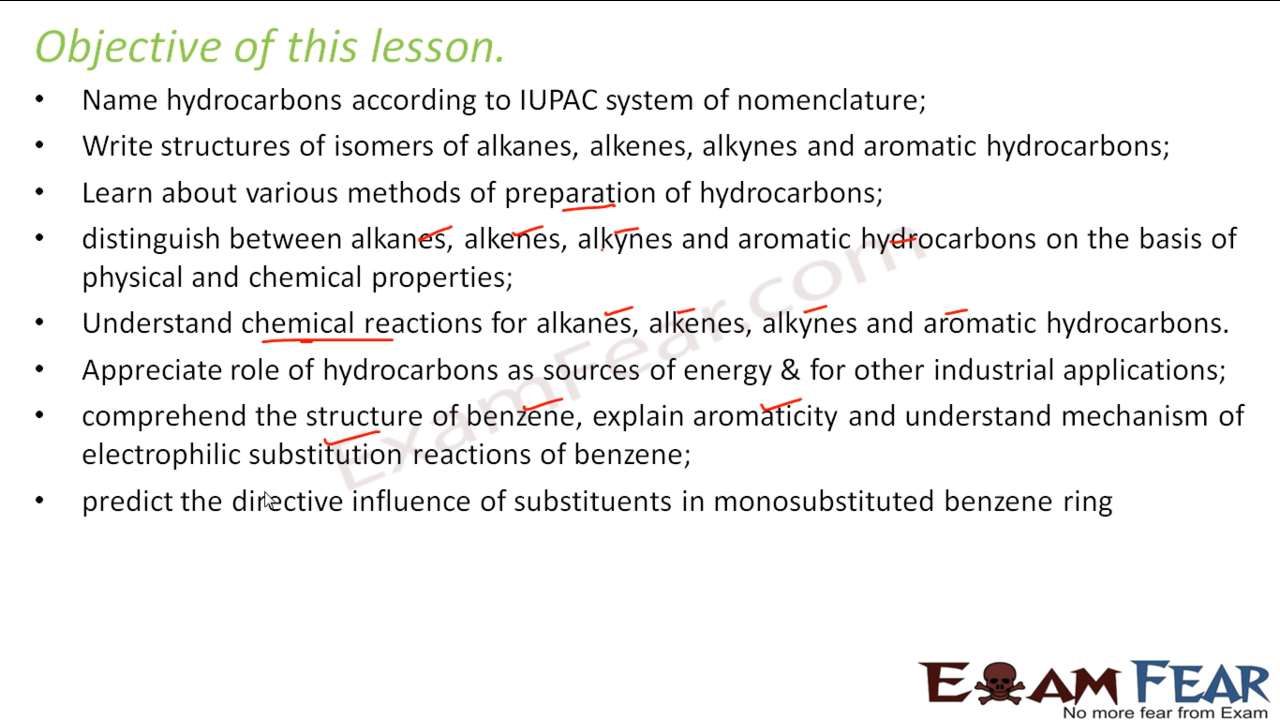 Objective of this lesson.
• Name hydrocarbons according to IUPAC system of nomenclature;
• Write structures of isomers of alkanes, alkenes, alkynes and aromatic hydrocarbons;
• Learn about various methods of preparation of hydrocarbons;
• distinguish between alkanes, alkenes, alkynes and aromatic hydrocarbons on the basis of
physical and chemical properties;
• Understand chemical reactions for alkanes, alkenes, alkynes and aromatic hydrocarbons.
• Appreciate role of hydrocarbons as sources of energy & for other industrial applications;
• comprehend the structure of benzene, explain aromaticity and understand mechanism of
electrophilic substitution reactions of benzene;
• predict the directive influence of substituents in monosubstituted benzene ring
ExamFear.com
EXAM FEAR
No more fear from Exam